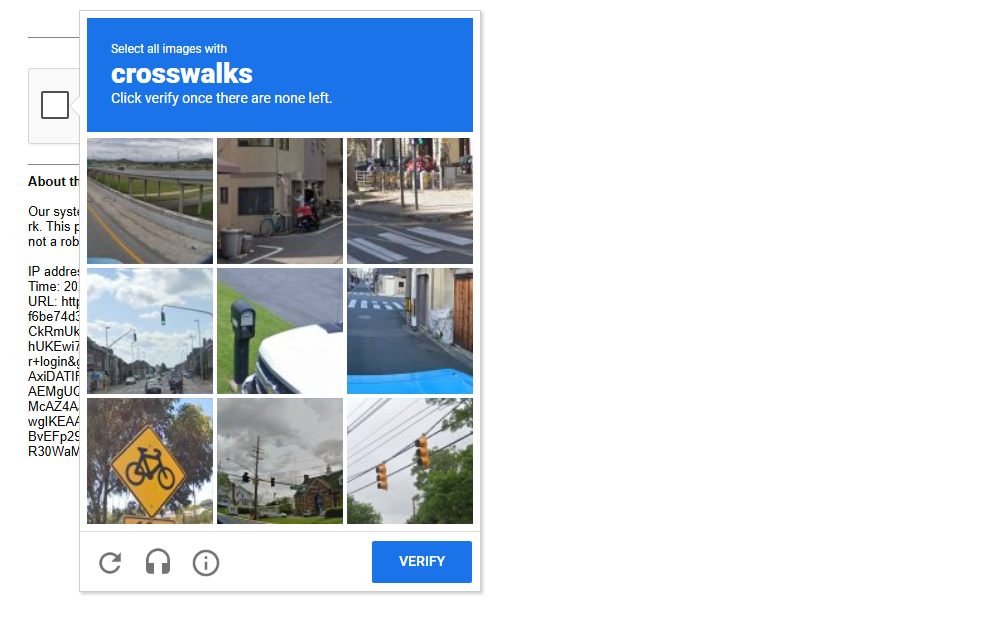 Select all images with
crosswalks
Click verify once there are none left.
About th
Our syste
rk. This p
not a rob
IP addres
Time: 20
URL: http
f6be74d3
CkRmUk
hUKEwi7
r+login&g
AxiDATIF
AEMgUC
McAZ4A
wgIKEAA
BvEFp29
R30WaM
VERIFY